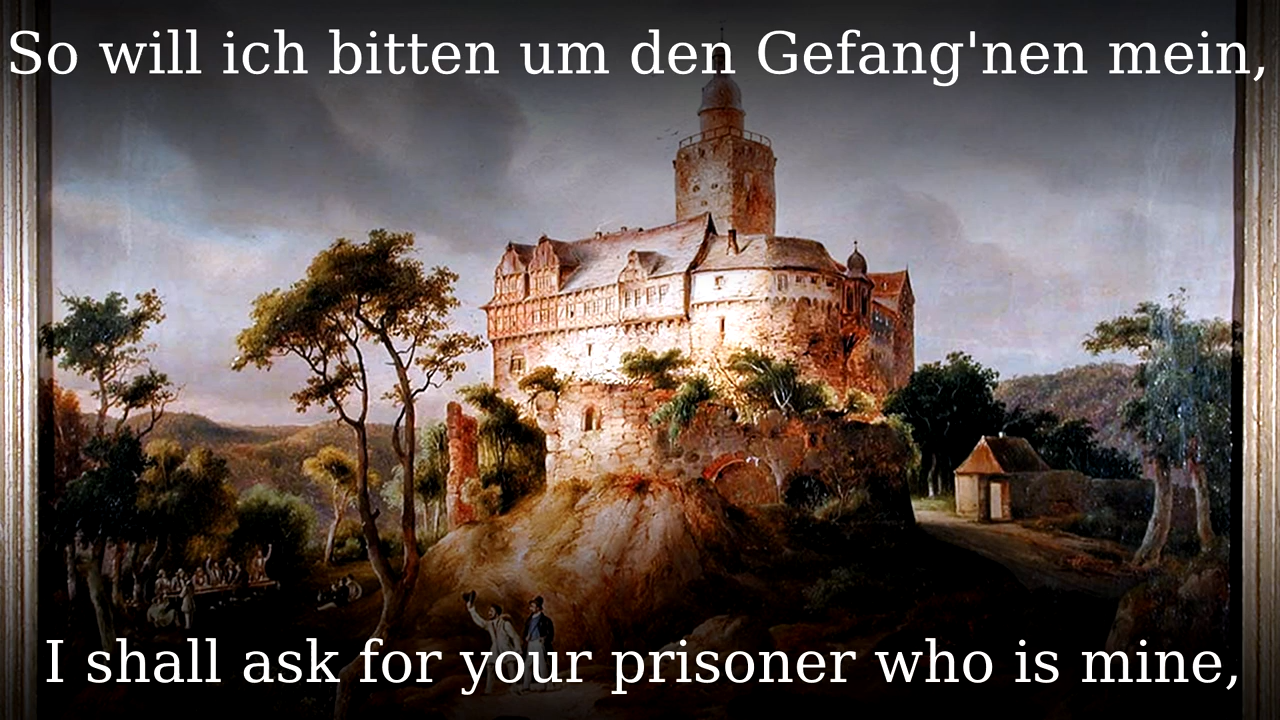 So will ich bitten um den Gefang'nen mein,
I shall ask for your prisoner who is mine,